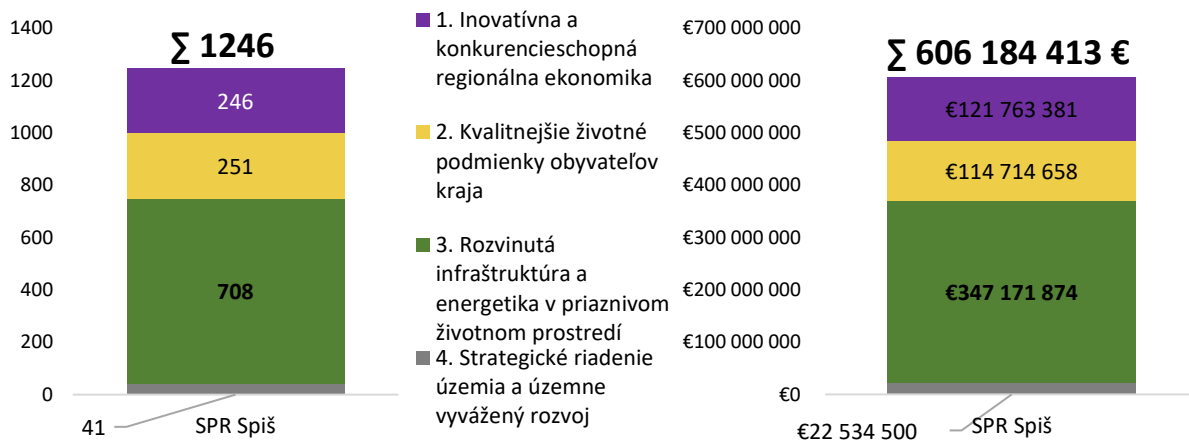 ∑ 1246
1400
1200
1000
800
600
400
200
0
246
251
708
41
SPR Spiš
1. Inovatívna a
konkurencieschopná
regionálna ekonomika
2. Kvalitnejšie životné
podmienky obyvateľov
kraja
3. Rozvinutá
infraštruktúra a
energetika v priaznivom
životnom prostredí
4. Strategické riadenie
územia a územne
vyvážený rozvoj
∑ 606 184 413 €
€700 000 000
€600 000 000
€500 000 000
€400 000 000
€300 000 000
€200 000 000
€100 000 000
€0
€121 763 381
€114 714 658
€347 171 874
€22 534 500
SPR Spiš